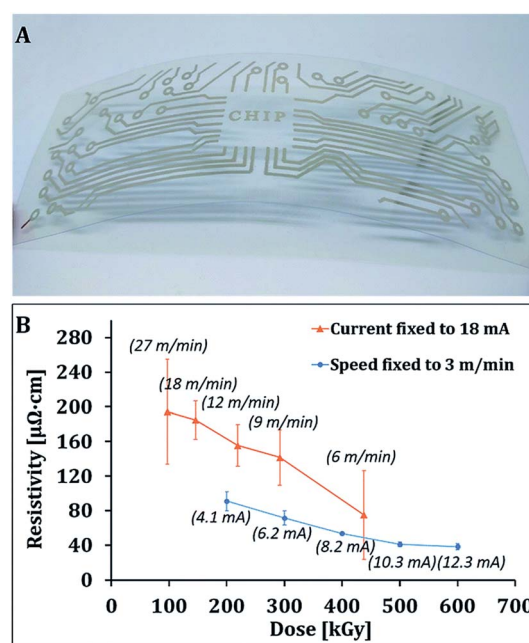 A
CHIP
B
Resistivity [µΩ·cm]
280
240
200
160
120
80
40
0
(27 m/min)
(18 m/min)
(12 m/min)
(9 m/min)
(6 m/min)
Current fixed to 18 mA
Speed fixed to 3 m/min
(4.1 mA)
(6.2 mA)
(8.2 mA)
(10.3 mA)
(12.3 mA)
0 100 200 300 400 500 600 700
Dose [kGy]